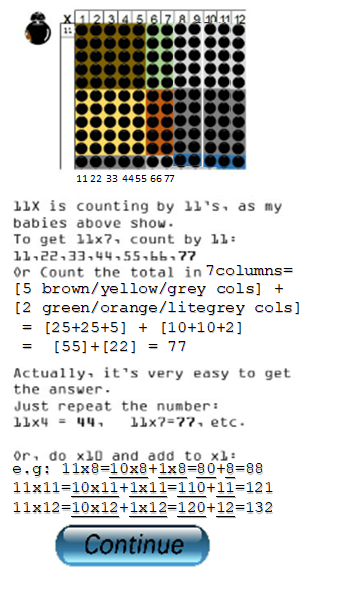 X 1 2 3 4 5 6 7 8 9 10 11 12
11
11 22 33 44 55 66 77
11X is counting by 11's, as my
babies above show.
To get 11x7, count by 11:
11,22,33,44,55,66,77
Or Count the total in 7columns=
[5 brown/yellow/grey cols] +
[2 green/orange/litegrey cols]
= [25+25+5] + [10+10+2]
= [55]+[22] = 77
Actually, it's very easy to get
the answer.
Just repeat the number:
11x4 = 44, 11x7=77, etc.
Or, do x10 and add to x1:
e.g: 11x8=10x8+1x8=80+8=88
11x11=10x11+1x11=110+11=121
11x12=10x12+1x12=120+12=132
Continue